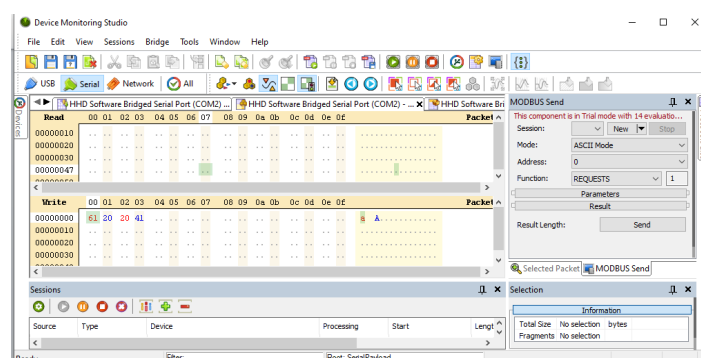 Device Monitoring Studio
File Edit View Sessions Bridge Tools Window Help
USB Serial Network All
HHD Software Bridged Serial Port (COM2) ... HHD Software Bridged Serial Port (COM2) - ... x HHD Software Bri
Devices
Read 00 01 02 03 04 05 06 07 08 09 0a 0b 0c 0d 0e 0f Packet
00000010
00000020
00000030
00000047
Write 00 01 02 03 04 05 06 07 08 09 0a 0b 0c 0d 0e 0f Packet
00000000 61 20 20 41 a A
00000010
00000020
00000030
MODBUS Send
This component is in Trial mode with 14 evaluatio...
Session: New Stop
Mode: ASCII Mode
Address: 0
Function: REQUESTS 1
Parameters
Result
Result Length: Send
Selected Packet MODBUS Send
Sessions
Source Type Device Processing Start Lengt
Selection
Information
Total Size No selection bytes
Fragments No selection